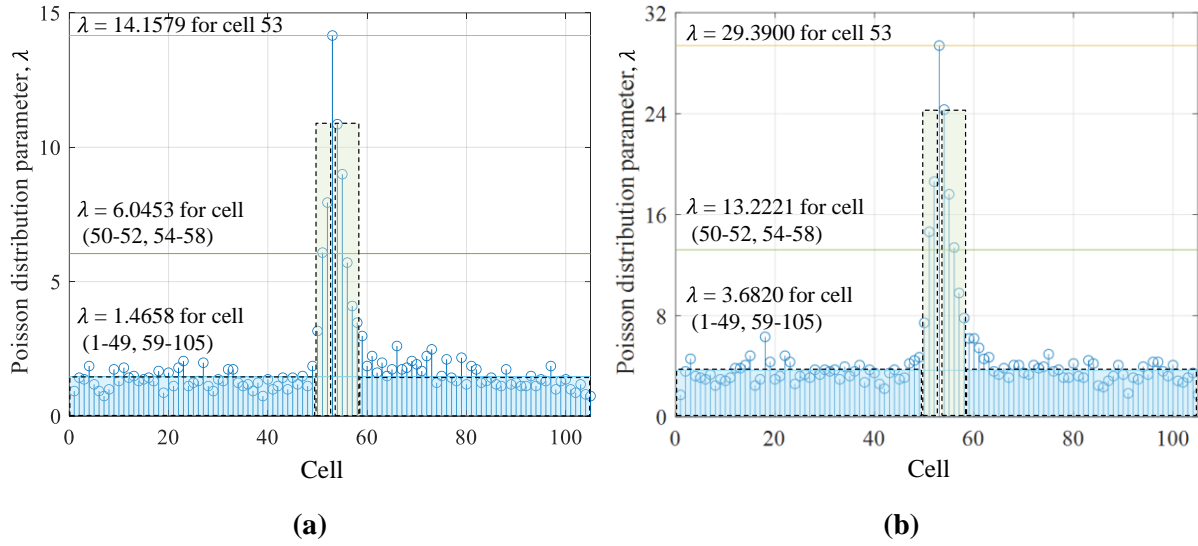 15
10
5
0
Poisson distribution parameter, λ
λ = 14.1579 for cell 53
λ = 6.0453 for cell
(50-52, 54-58)
λ = 1.4658 for cell
(1-49, 59-105)
0 20 40 60 80 100
Cell
(a)
32
24
16
8
0
Poisson distribution parameter, λ
λ = 29.3900 for cell 53
λ = 13.2221 for cell
(50-52, 54-58)
λ = 3.6820 for cell
(1-49, 59-105)
0 20 40 60 80 100
Cell
(b)